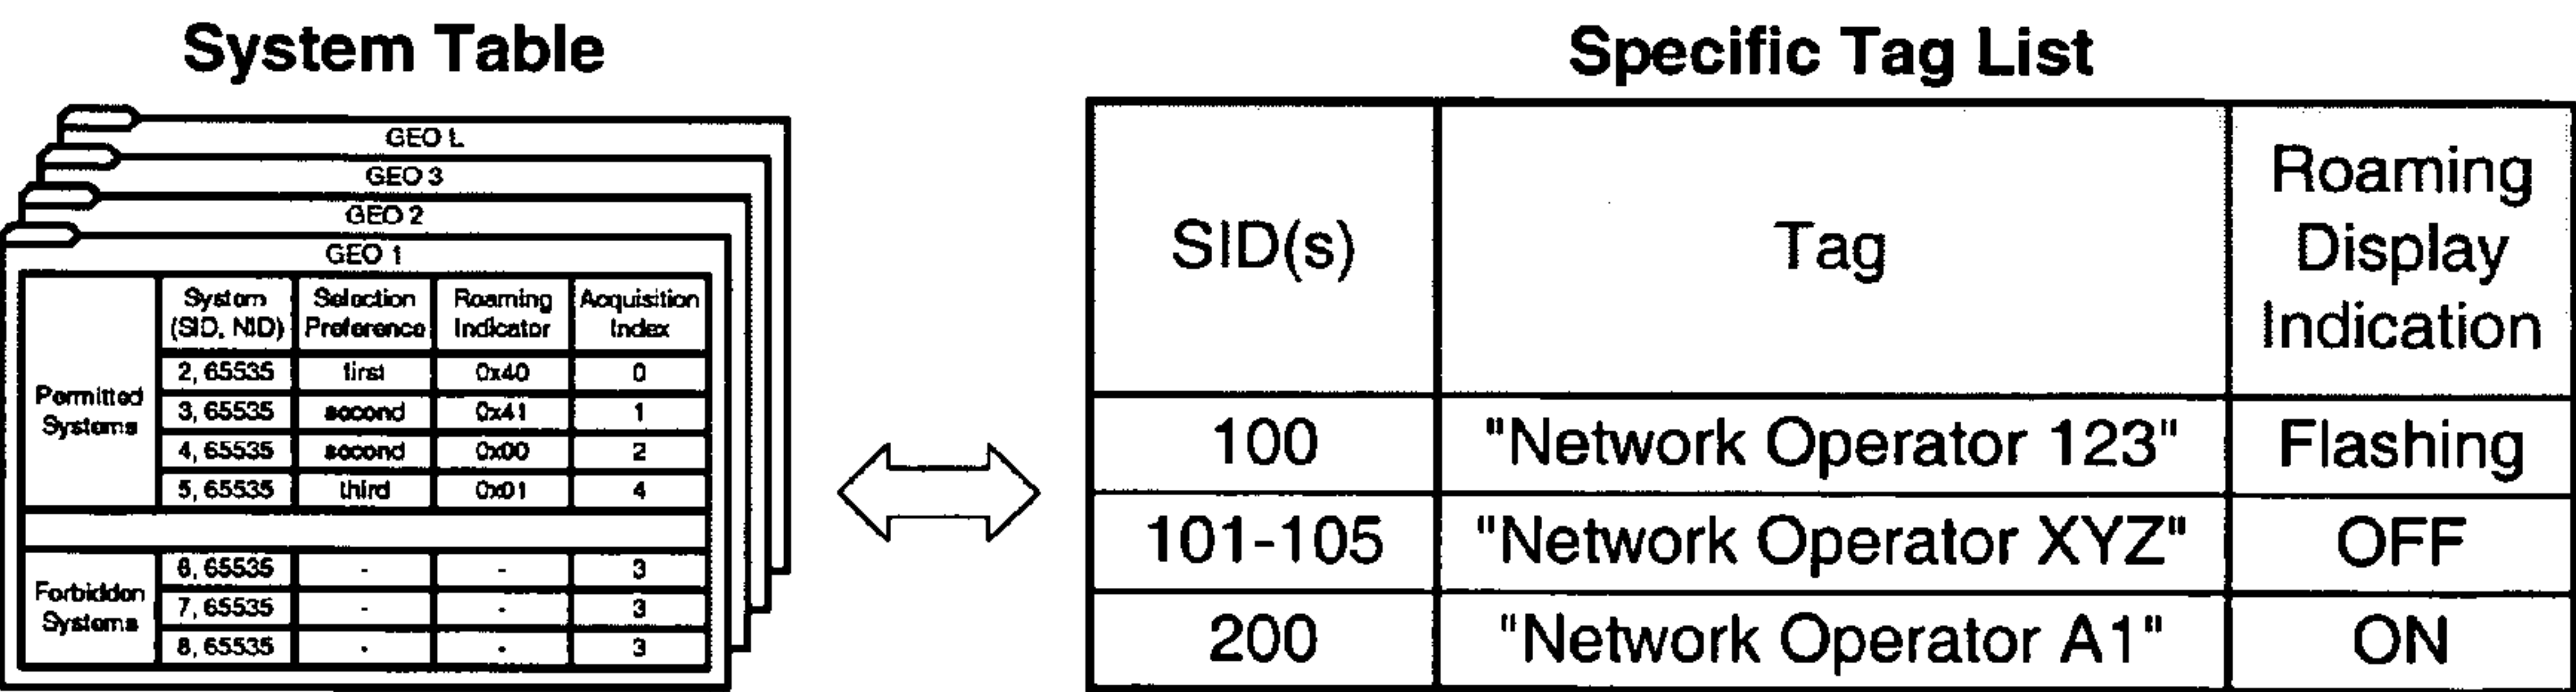 System Table
GEO L
GEO 3
GEO 2
GEO 1
System (SID, NID) Selection Preference Roaming Indicator Acquisition Index
Permitted Systems
2, 65535 first 0x40 0
3, 65535 second 0x41 1
4, 65535 second 0x00 2
5, 65535 third 0x01 4
Forbidden Systems
6, 65535 - - 3
7, 65535 - - 3
8, 65535 - - 3
Specific Tag List
SID(s) Tag Roaming Display Indication
100 "Network Operator 123" Flashing
101-105 "Network Operator XYZ" OFF
200 "Network Operator A1" ON